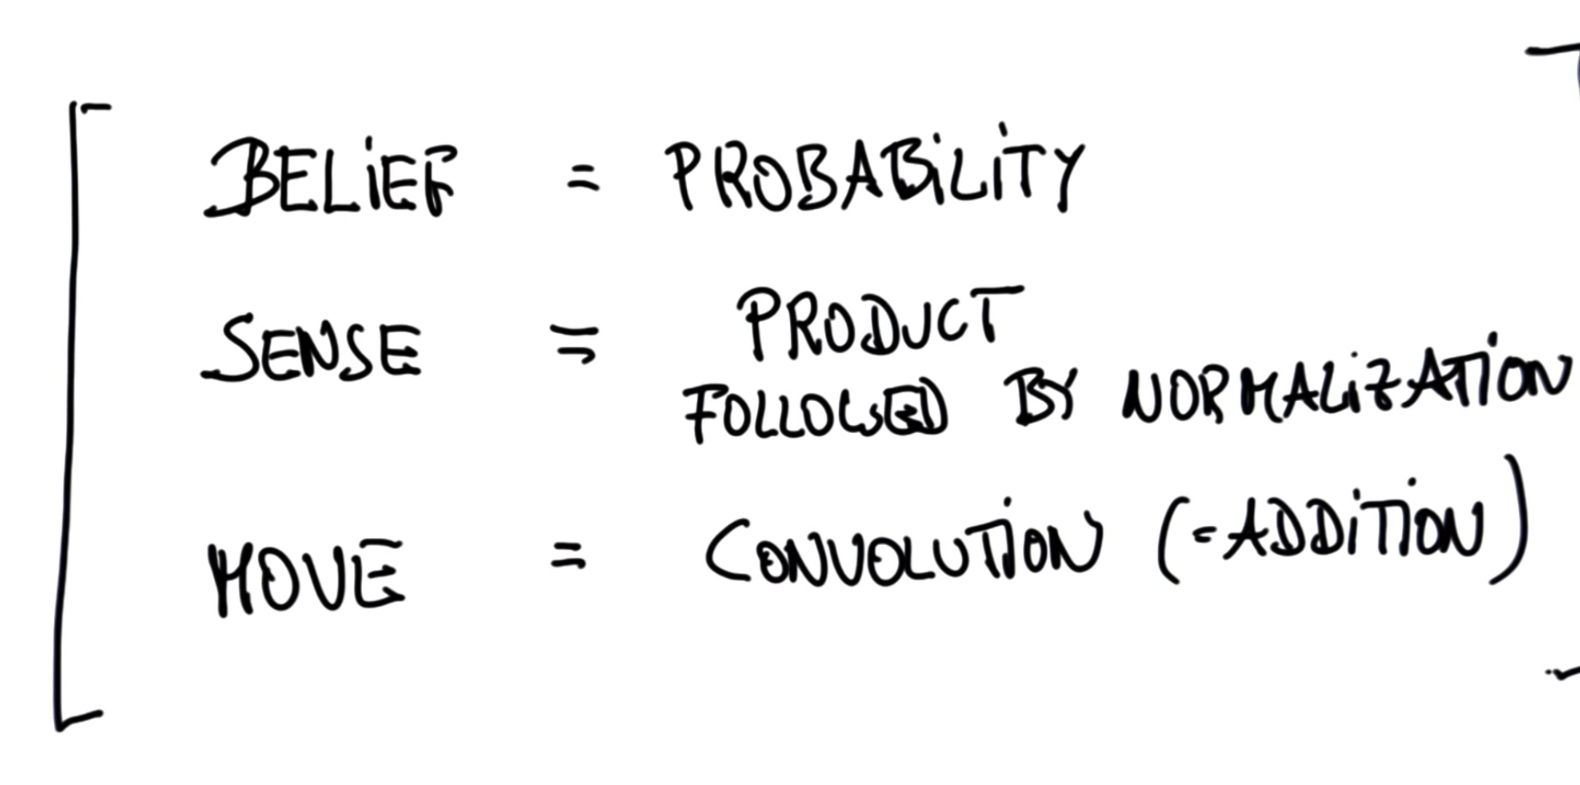 BELIEF = PROBABILITY
SENSE = PRODUCT
FOLLOWED BY NORMALIZATION
MOVE = CONVOLUTION (=ADDITION)